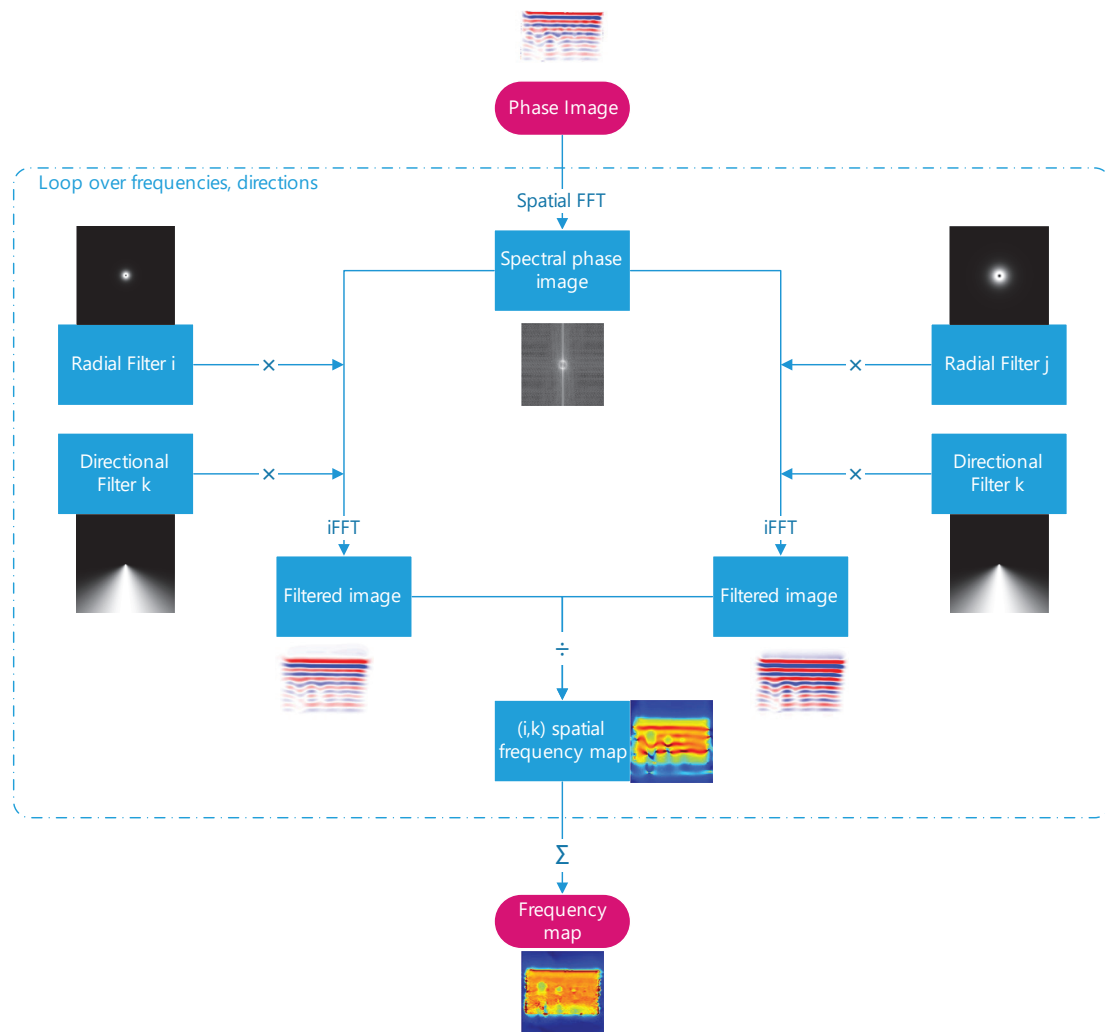 Phase Image
Loop over frequencies, directions
Spatial FFT
Spectral phase
image
Radial Filter i
×
×
Radial Filter j
Directional
Filter k
×
×
Directional
Filter k
iFFT
iFFT
Filtered image
Filtered image
÷
(i,k) spatial
frequency map
Σ
Frequency
map